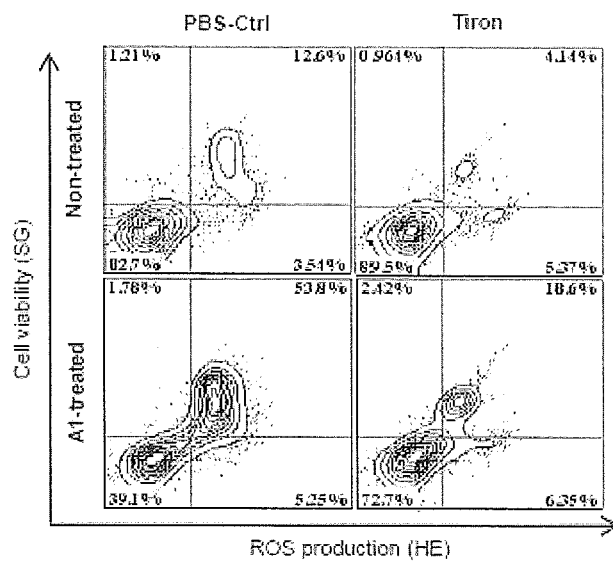 PBS-Ctrl Tiron
1.21% 12.6% 0.964% 4.14%
Non-treated
82.7% 3.54% 89.5% 5.37%
Cell viability (SG)
1.78% 53.8% 2.42% 18.6%
A1-treated
39.1% 5.25% 72.7% 6.35%
ROS production (HE)